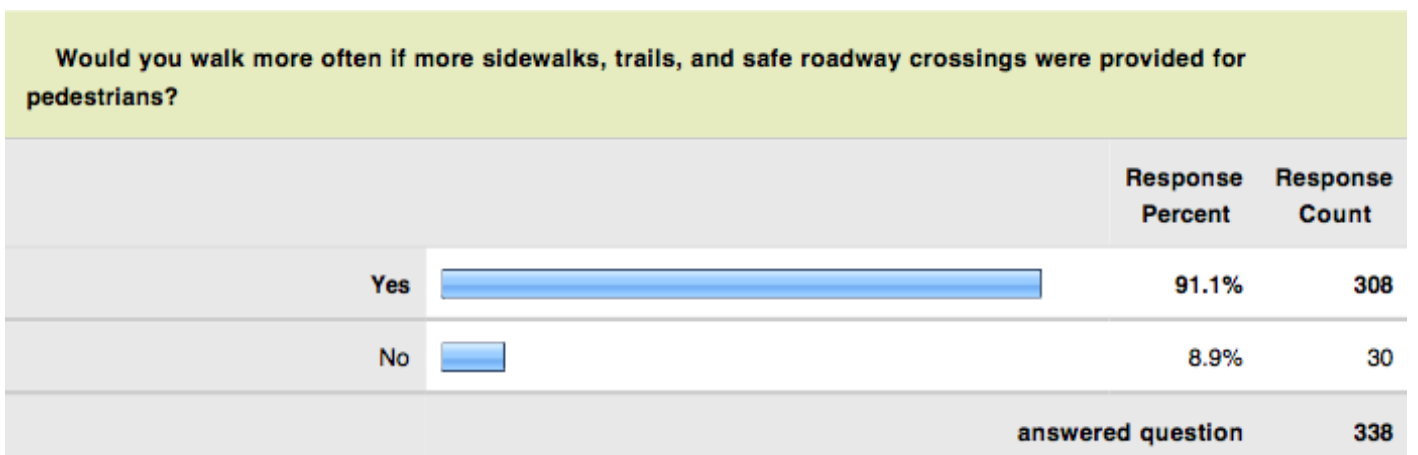 Would you walk more often if more sidewalks, trails, and safe roadway crossings were provided for
pedestrians?
Response Percent Response Count
Yes 91.1% 308
No 8.9% 30
answered question 338